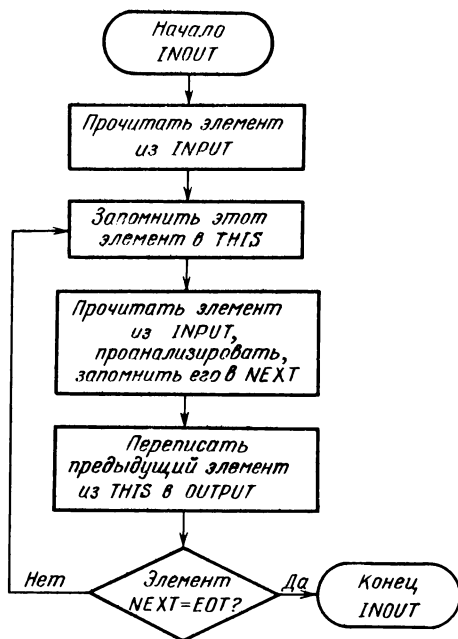 Начало
INOUT
Прочитать элемент
из INPUT
Запомнить этот
элемент в THIS
Прочитать элемент
из INPUT,
проанализировать,
запомнить его в NEXT
Переписать
предыдущий элемент
из THIS в OUTPUT
Нет
Элемент
NEXT=EOT?
Да
Конец
INOUT